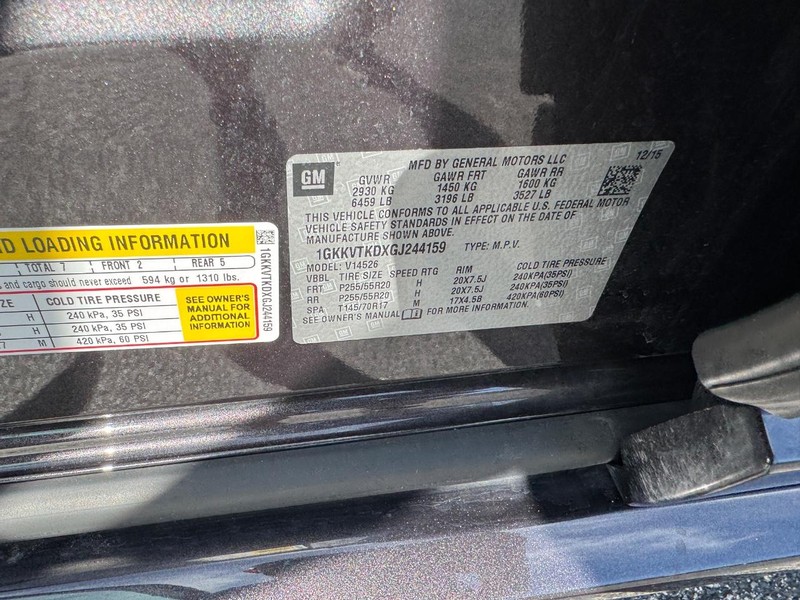 GM
MFD BY GENERAL MOTORS LLC
12/15
GVWR GAWR FRT GAWR RR
2930 KG 1450 KG 1600 KG
6459 LB 3196 LB 3527 LB
THIS VEHICLE CONFORMS TO ALL APPLICABLE U.S. FEDERAL MOTOR
VEHICLE SAFETY STANDARDS IN EFFECT ON THE DATE OF
MANUFACTURE SHOWN ABOVE.
1GKKVTKDXGJ244159 TYPE: M.P.V.
MODEL: V14526
VBBL TIRE SIZE SPEED RTG RIM COLD TIRE PRESSURE
FRT P255/55R20 H 20X7.5J 240KPA(35PSI)
RR P255/55R20 H 20X7.5J 240KPA(35PSI)
SPA T145/70R17 M 17X4.5B 420KPA(60PSI)
SEE OWNER'S MANUAL i FOR MORE INFORMATION.
ND LOADING INFORMATION
TOTAL 7 FRONT 2 REAR 5
and cargo should never exceed 594 kg or 1310 lbs.
ZE COLD TIRE PRESSURE
H 240 kPa, 35 PSI
H 240 kPa, 35 PSI
7 M 420 kPa, 60 PSI
SEE OWNER'S
MANUAL FOR
ADDITIONAL
INFORMATION
1GKKVTKDXGJ244159